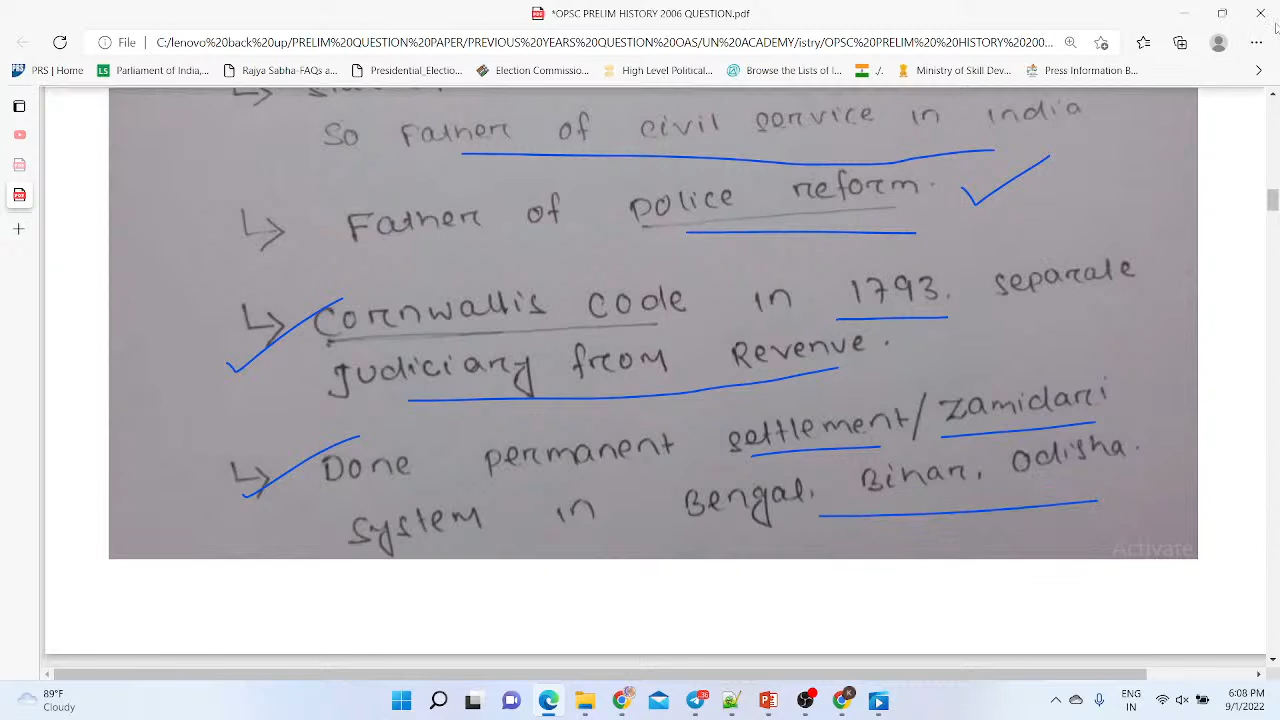 *OPSC PRELIM HISTORY 2006 QUESTION.pdf
File C:/lenovo%20back%20up/PRELIM%20QUESTION%20PAPER/PREVIOUS%20YEARS%20QUESTION%20OAS/UN%20ACADEMY/istry/OPSC%20PRELIM%20%20HISTORY%20200...
PRS | Home Parliament of India,... Rajya Sabha-FAQs -... Presidential_Electio... Election Commissio... High Level Political... Browse the Lists of I... ./. Ministry of Skill Dev... Press Information B...
So Father of civil service in india
Father of police reform.
Cornwallis code in 1793. separate
Judiciary from Revenue.
Done permanent settlement/zamidari
System in Bengal, Bihar, Odisha.
Activate
89°F
Cloudy
ENG
IN
6:08 PM
9/1/2022